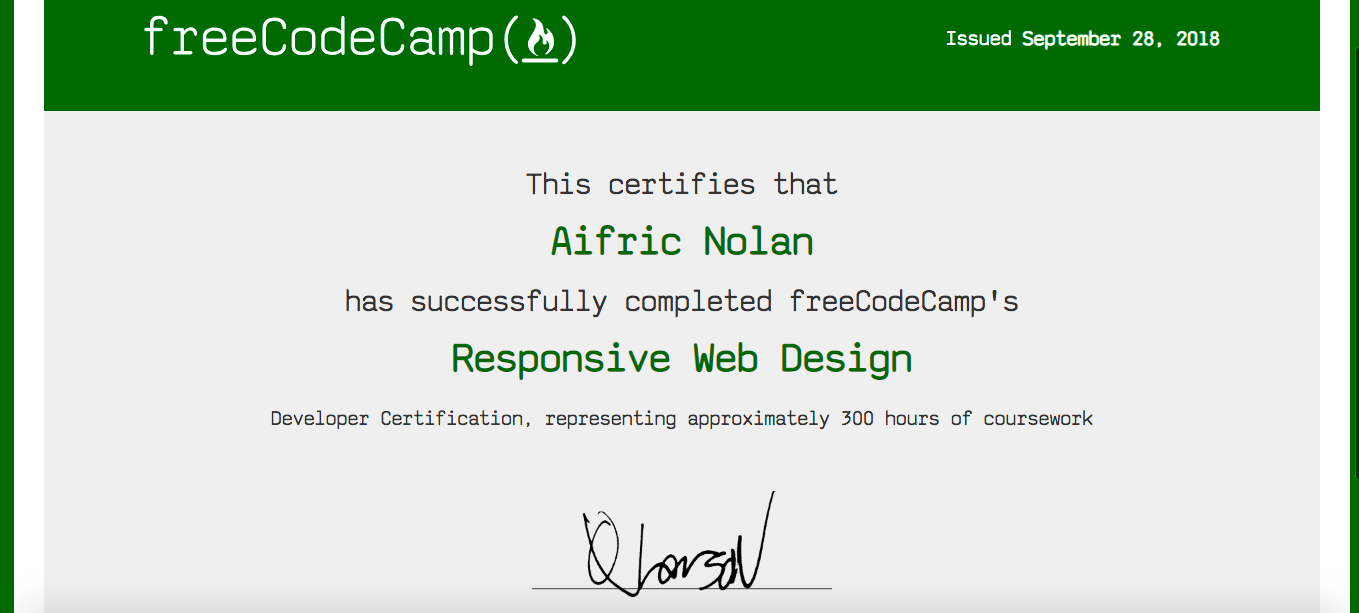 freeCodeCamp(🔥)
Issued September 28, 2018
This certifies that
Aifric Nolan
has successfully completed freeCodeCamp's
Responsive Web Design
Developer Certification, representing approximately 300 hours of coursework